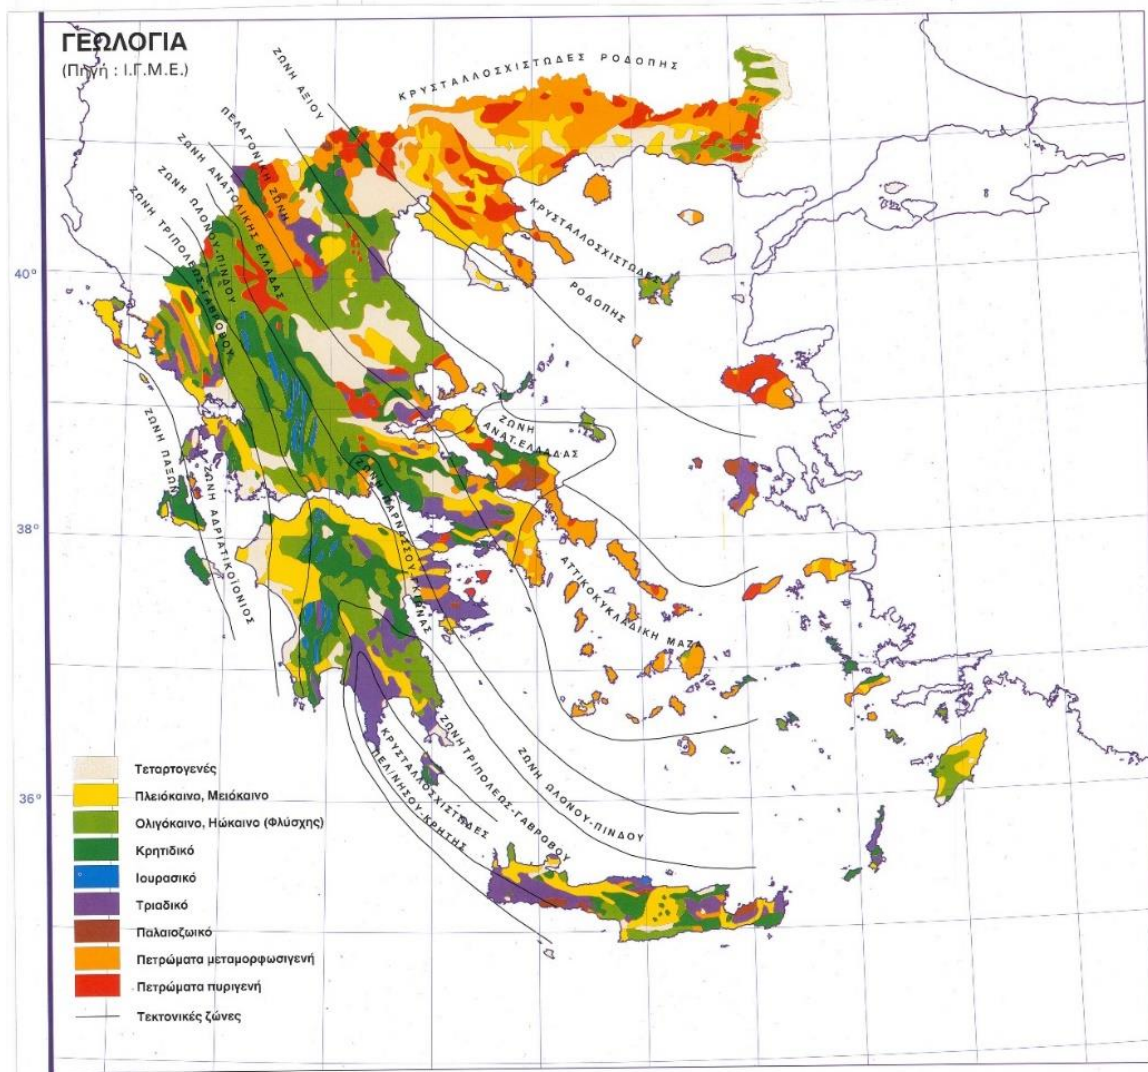 ΓΕΩΛΟΓΙΑ
(Πηγή : Ι.Γ.Μ.Ε.)
ΚΡΥΣΤΑΛΛΟΣΧΙΣΤΩΔΕΣ ΡΟΔΟΠΗΣ
ΖΩΝΗ ΑΞΙΟΥ
ΠΕΛΑΓΟΝΙΚΗ ΖΩΝΗ
ΖΩΝΗ ΑΝΑΤΟΛΙΚΗΣ ΕΛΛΑΔΑΣ
ΖΩΝΗ ΩΛΟΝΟΥ-ΠΙΝΔΟΥ
ΖΩΝΗ ΤΡΙΠΟΛΕΩΣ-ΓΑΒΡΟΒΟΥ
ΚΡΥΣΤΑΛΛΟΣΧΙΣΤΩΔΕΣ
ΡΟΔΟΠΗΣ
40°
ΖΩΝΗ
ΑΝΑΤ.ΕΛΛΑΔΑΣ
ΖΩΝΗ ΠΑΞΩΝ
ΖΩΝΗ ΑΔΡΙΑΤΙΚΟΪΟΝΙΟΣ
ΖΩΝΗ ΠΑΡΝΑΣΣΟΥ-ΓΚΙΩΝΑΣ
38°
ΑΤΤΙΚΟΚΥΚΛΑΔΙΚΗ ΜΑΖΑ
ΚΡΥΣΤΑΛΛΟΣΧΙΣΤΩΔΕΣ
ΠΕΛ/ΝΗΣΟΥ-ΚΡΗΤΗΣ
ΖΩΝΗ ΤΡΙΠΟΛΕΩΣ-ΓΑΒΡΟΒΟΥ
ΖΩΝΗ ΩΛΟΝΟΥ-ΠΙΝΔΟΥ
36°
Τεταρτογενές
Πλειόκαινο, Μειόκαινο
Ολιγόκαινο, Ηώκαινο (Φλύσχης)
Κρητιδικό
Ιουρασικό
Τριαδικό
Παλαιοζωικό
Πετρώματα μεταμορφωσιγενή
Πετρώματα πυριγενή
Τεκτονικές ζώνες